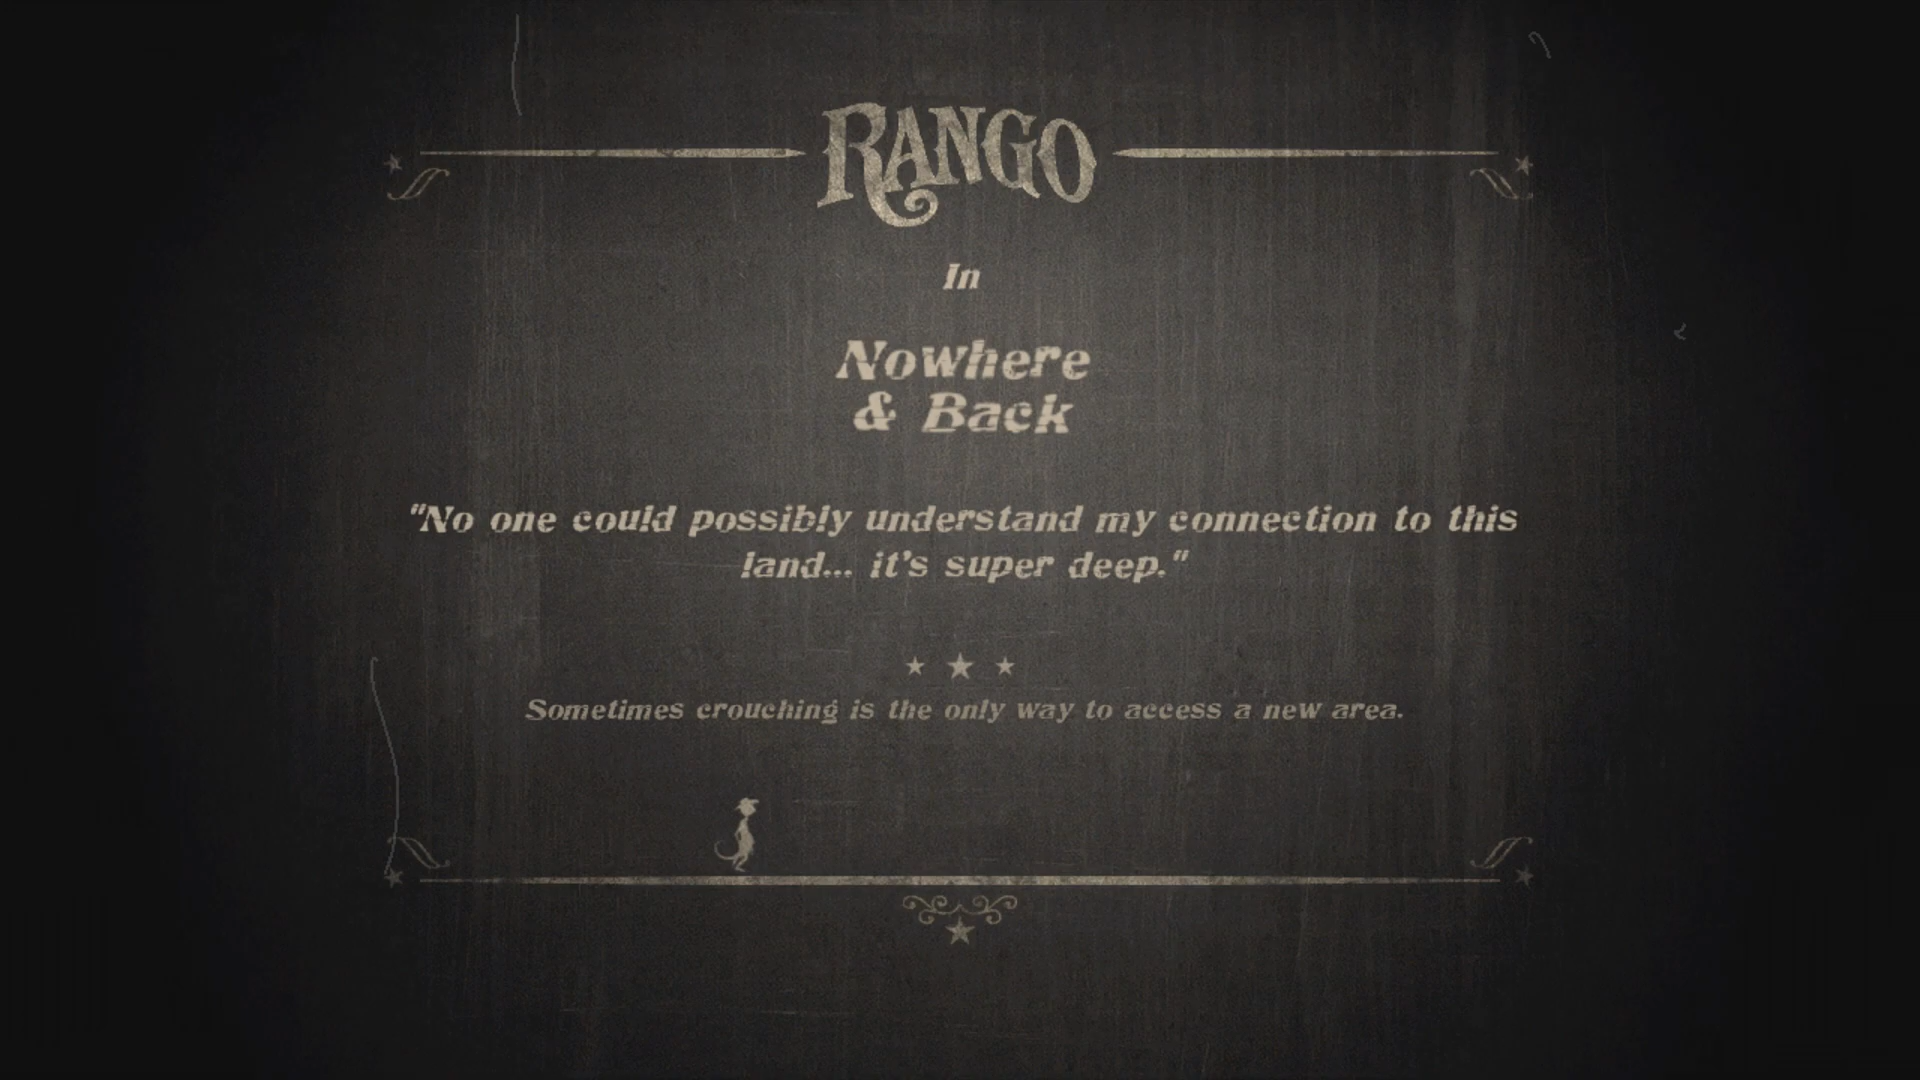 RANGO
In
Nowhere
& Back
"No one could possibly understand my connection to this
land... it's super deep."
Sometimes crouching is the only way to access a new area.